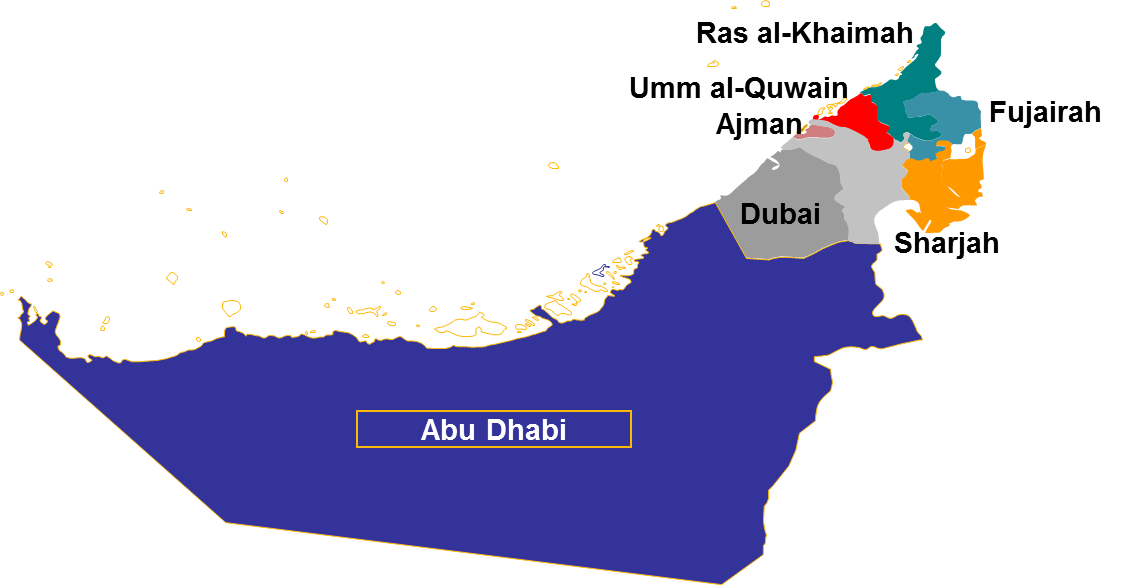 Ras al-Khaimah
Umm al-Quwain
Ajman
Fujairah
Dubai
Sharjah
Abu Dhabi